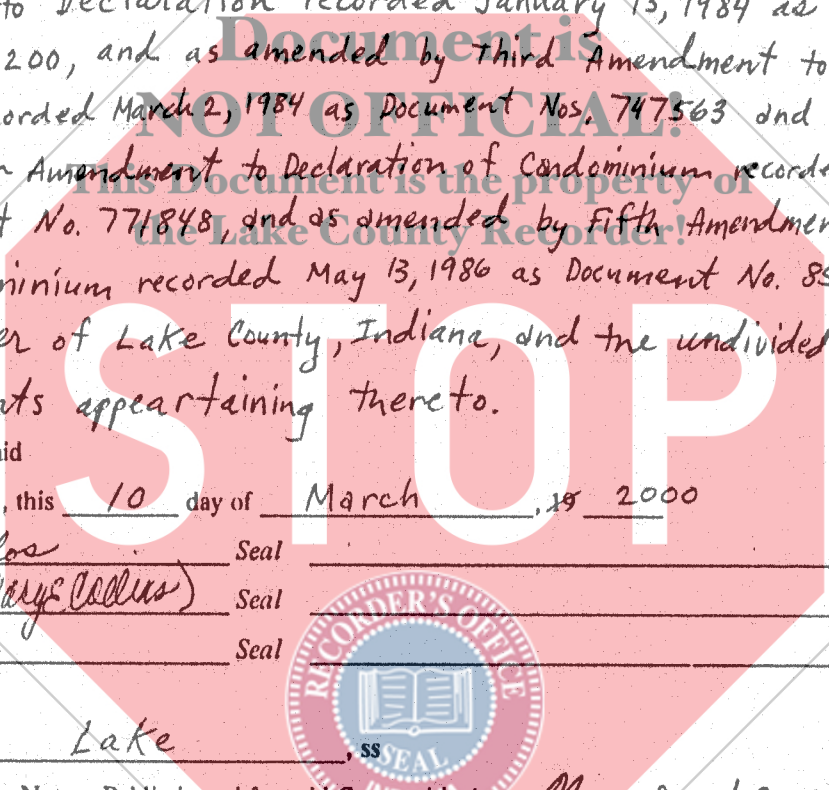 to Declaration recorded January 13, 1984 as
Document is
200, and as amended by Third Amendment to
NOT OFFICIAL!
orded March 2, 1984 as Document Nos. 747563 and
Amendment to Declaration of Condominium recorde
This Document is the property of
t No. 771848, and as amended by Fifth Amendmen
the Lake County Recorder!
ninium recorded May 13, 1986 as Document No. 85
er of Lake County, Indiana, and the undivided
STOP
ts appeartaining thereto.
aid
, this 10 day of March , 19 2000
los Seal
Marge Collins) Seal
Seal
RECORDER'S OFFICE
SEAL
Lake , ss